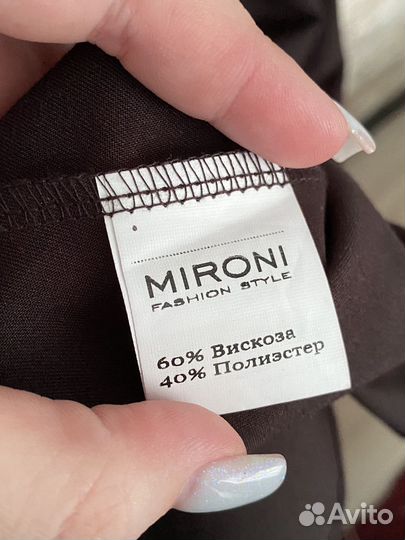 MIRONI
FASHION STYLE
60% Вискоза
40% Полиэстер
Avito